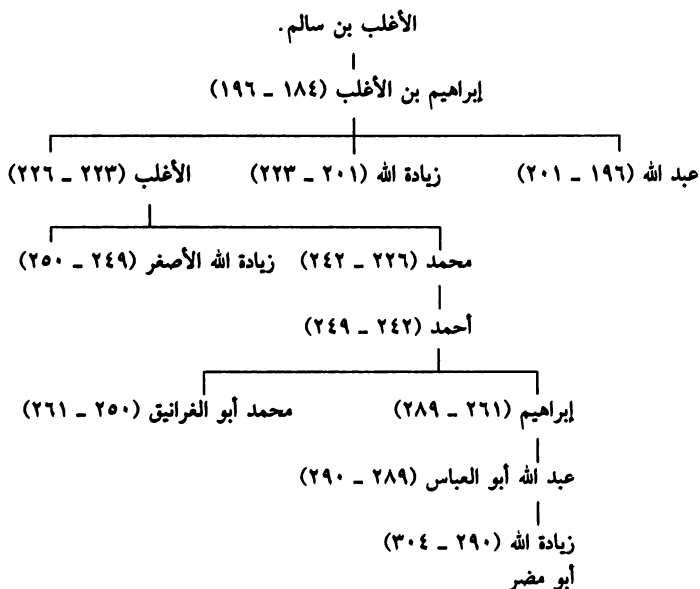 الأغلب بن سالم.
إبراهيم بن الأغلب (١٨٤ ـ ١٩٦)
عبد الله (١٩٦ ـ ٢٠١) زيادة الله (٢٠١ ـ ٢٢٣) الأغلب (٢٢٣ ـ ٢٢٦)
محمد (٢٢٦ ـ ٢٤٢) زيادة الله الأصغر (٢٤٩ ـ ٢٥٠)
أحمد (٢٤٢ ـ ٢٤٩)
إبراهيم (٢٦١ ـ ٢٨٩) محمد أبو الغرانيق (٢٥٠ ـ ٢٦١)
عبد الله أبو العباس (٢٨٩ ـ ٢٩٠)
زيادة الله (٢٩٠ ـ ٣٠٤)
أبو مضر